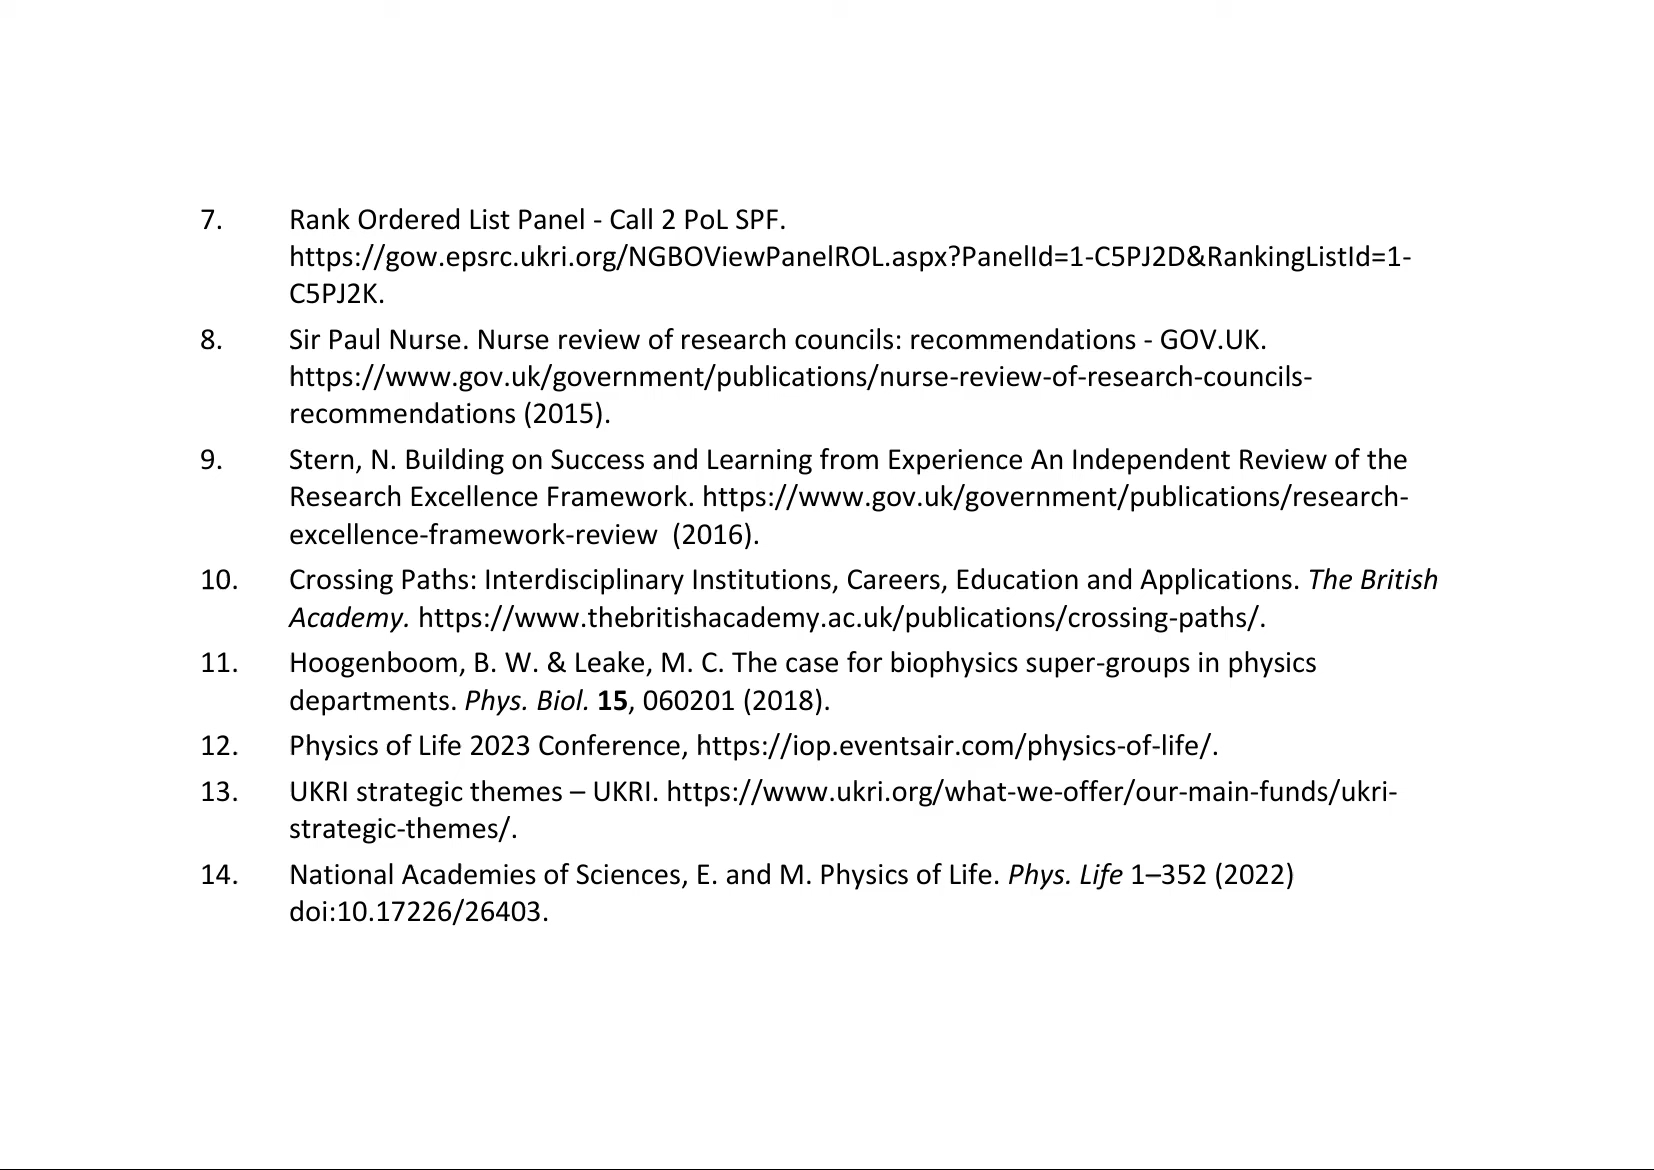 7. Rank Ordered List Panel - Call 2 PoL SPF.
https://gow.epsrc.ukri.org/NGBOViewPanelROL.aspx?PanelId=1-C5PJ2D&RankingListId=1-
C5PJ2K.
8. Sir Paul Nurse. Nurse review of research councils: recommendations - GOV.UK.
https://www.gov.uk/government/publications/nurse-review-of-research-councils-
recommendations (2015).
9. Stern, N. Building on Success and Learning from Experience An Independent Review of the
Research Excellence Framework. https://www.gov.uk/government/publications/research-
excellence-framework-review  (2016).
10. Crossing Paths: Interdisciplinary Institutions, Careers, Education and Applications. The British
Academy. https://www.thebritishacademy.ac.uk/publications/crossing-paths/.
11. Hoogenboom, B. W. & Leake, M. C. The case for biophysics super-groups in physics
departments. Phys. Biol. 15, 060201 (2018).
12. Physics of Life 2023 Conference, https://iop.eventsair.com/physics-of-life/.
13. UKRI strategic themes – UKRI. https://www.ukri.org/what-we-offer/our-main-funds/ukri-
strategic-themes/.
14. National Academies of Sciences, E. and M. Physics of Life. Phys. Life 1–352 (2022)
doi:10.17226/26403.